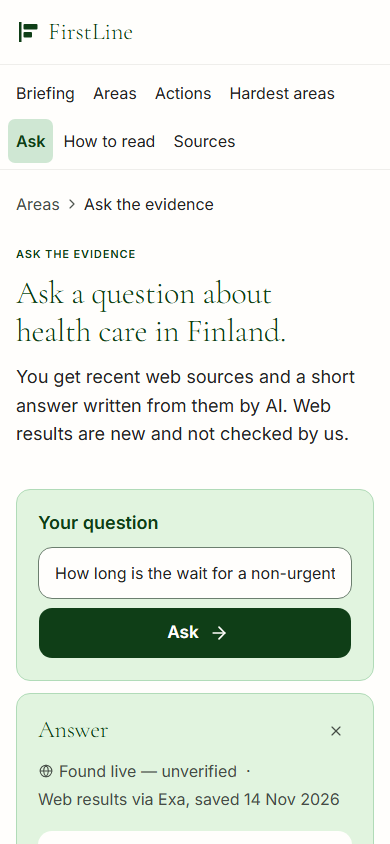 FirstLine
Briefing Areas Actions Hardest areas
Ask How to read Sources
Areas > Ask the evidence
ASK THE EVIDENCE
Ask a question about
health care in Finland.
You get recent web sources and a short
answer written from them by AI. Web
results are new and not checked by us.
Your question
How long is the wait for a non-urgent
Ask →
Answer ×
Found live — unverified ·
Web results via Exa, saved 14 Nov 2026